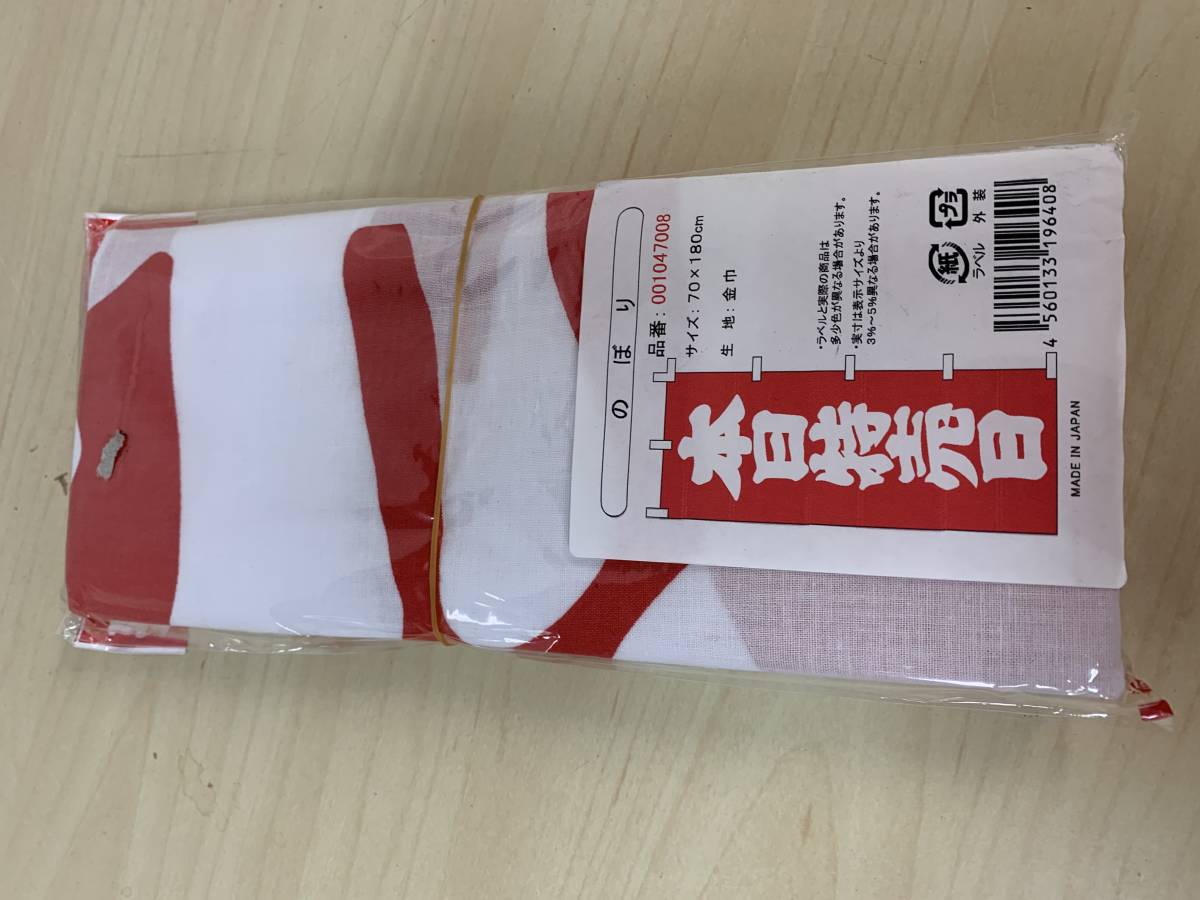 のぼり
品番: 001047008
サイズ: 70×180cm
生 地: 金巾
・ラベルと実際の商品は
多少色が異なる場合があります。
・実寸は表示サイズより
3%〜5%異なる場合があります。
紙 プラ
ラベル 外装
4 560133 196408
本日特売日
MADE IN JAPAN